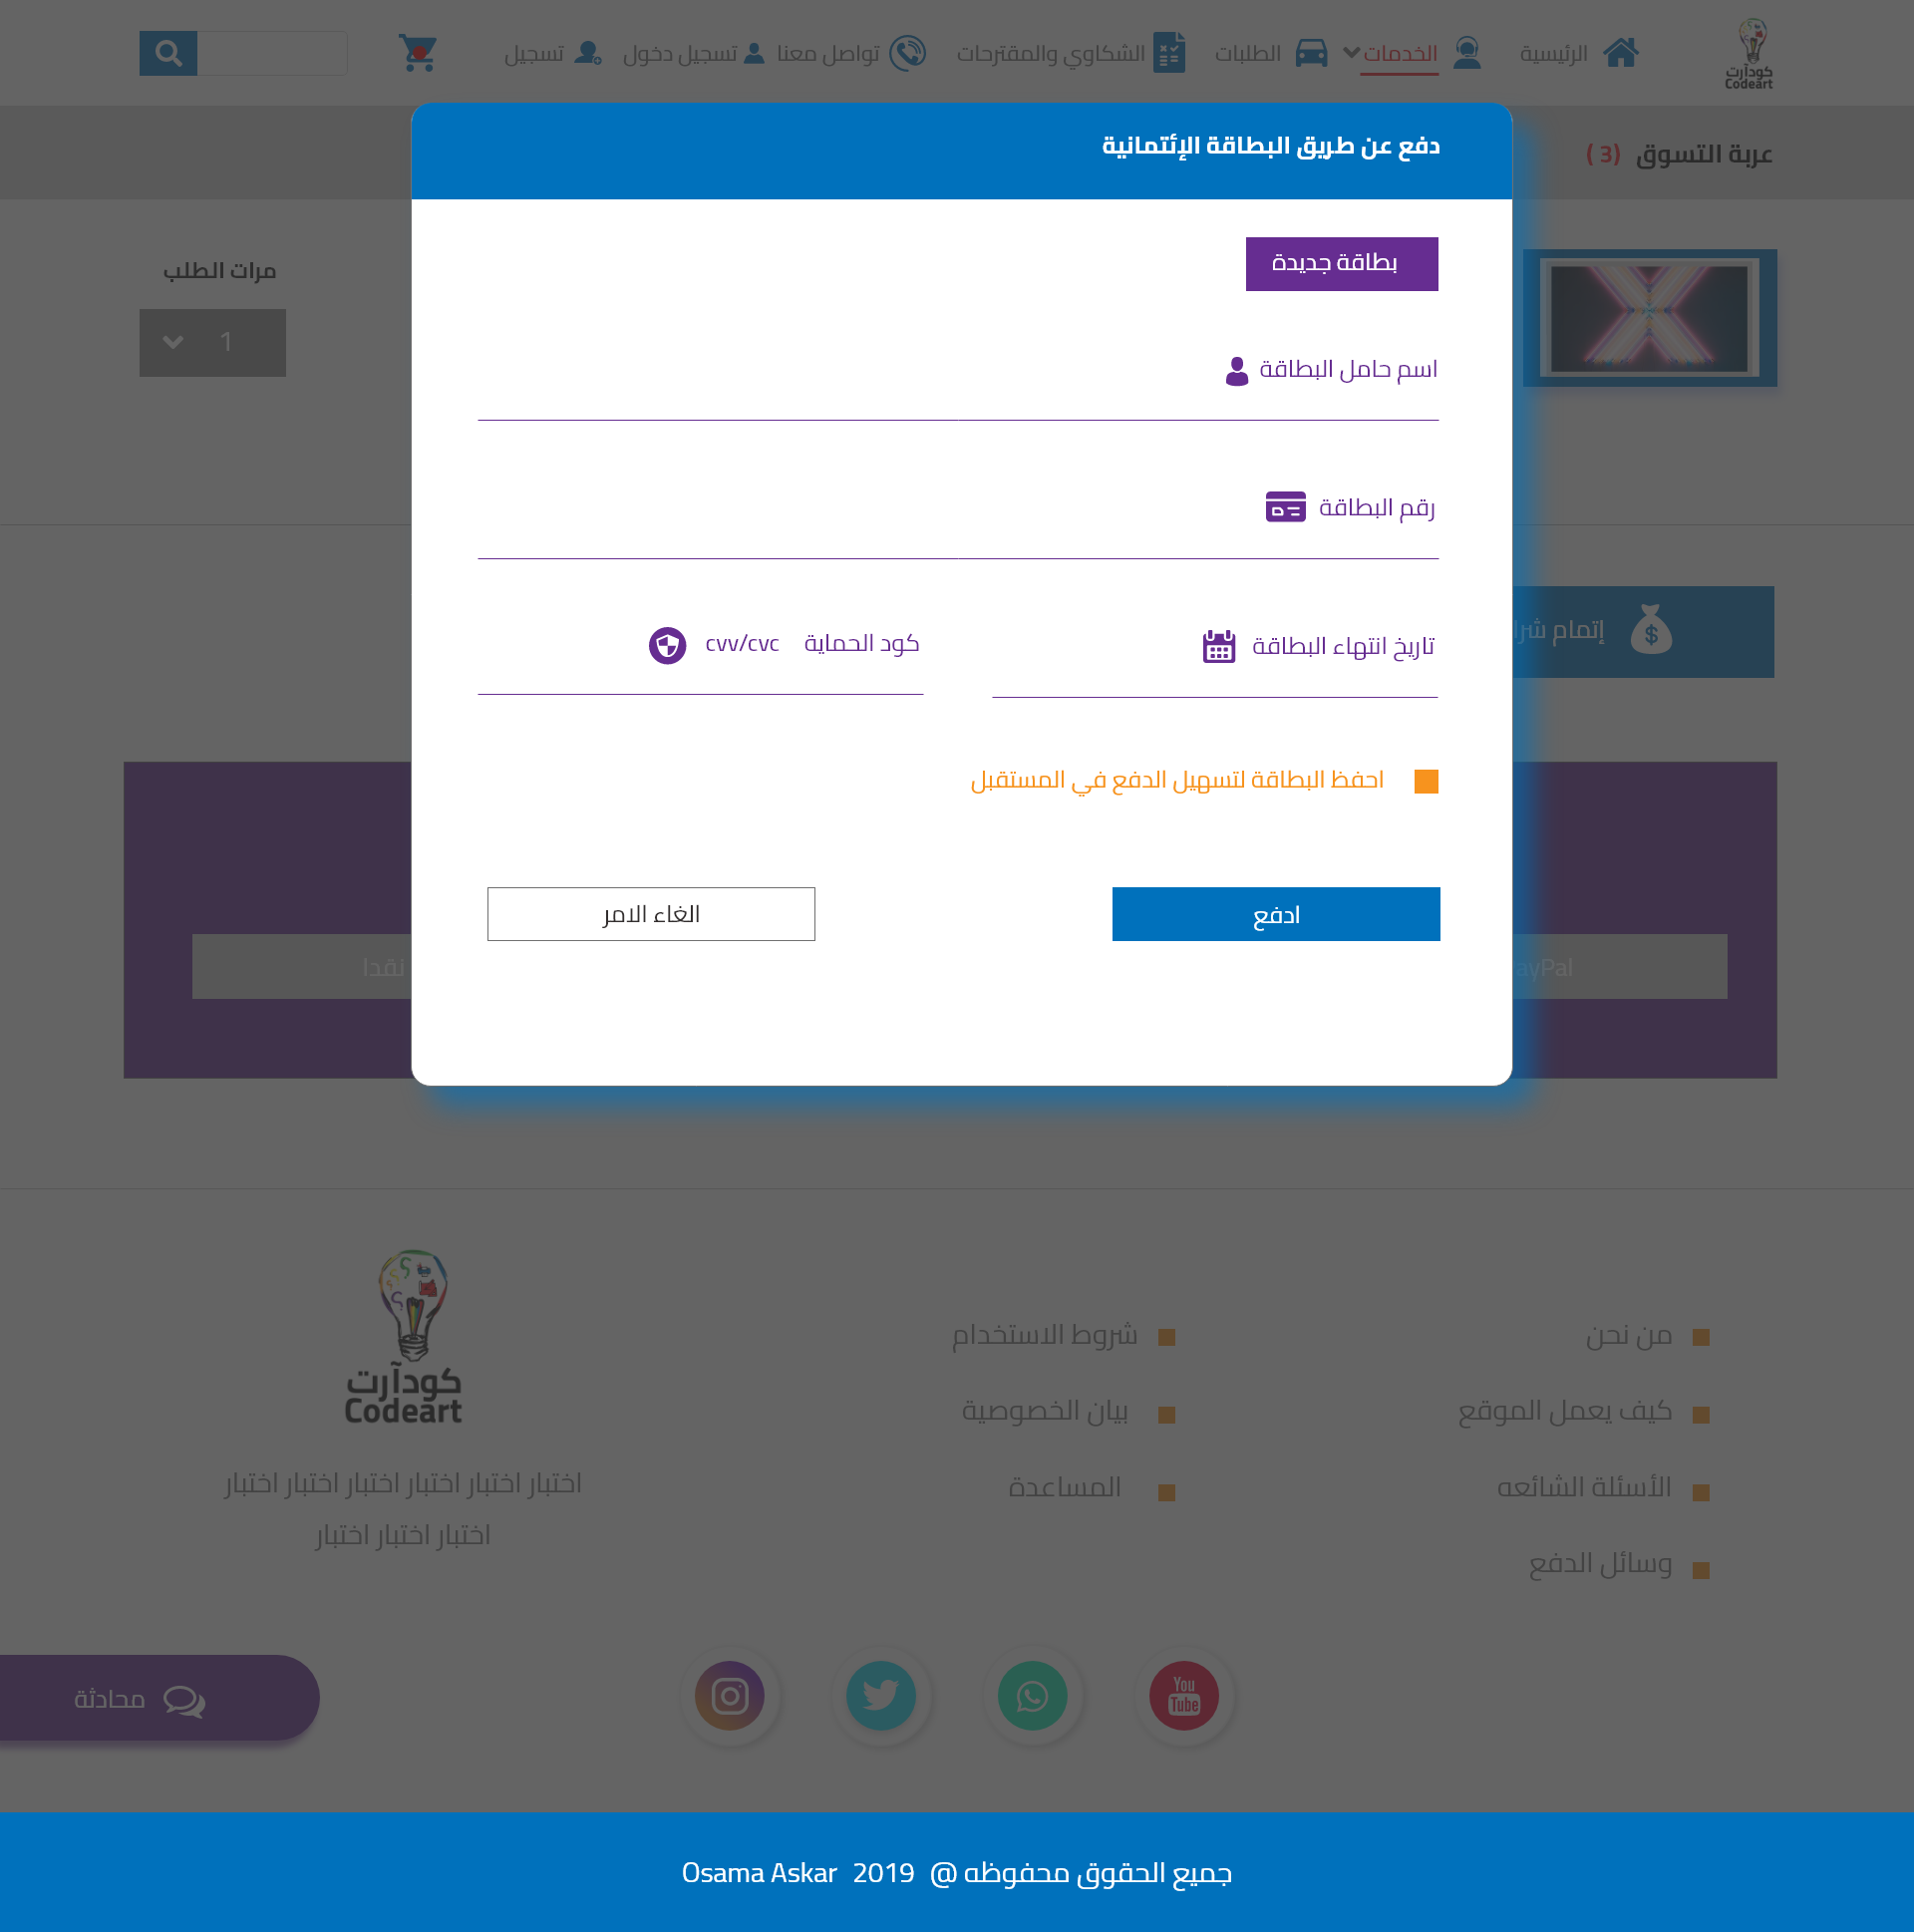 كودآرت
Codeart
الرئيسية
الخدمات
الطلبات
الشكاوي والمقترحات
تواصل معنا
تسجيل دخول
تسجيل
عربة التسوق (3 )
دفع عن طريق البطاقة الإئتمانية
مرات الطلب
1
بطاقة جديدة
اسم حامل البطاقة
رقم البطاقة
تاريخ انتهاء البطاقة
كود الحماية cvv/cvc
إتمام
احفظ البطاقة لتسهيل الدفع في المستقبل
ادفع
الغاء الامر
نقدا
من نحن
كيف يعمل الموقع
الأسئلة الشائعه
وسائل الدفع
شروط الاستخدام
بيان الخصوصية
المساعدة
كودآرت
Codeart
اختبار اختبار اختبار اختبار اختبار اختبار
اختبار اختبار اختبار
You
Tube
محادثة
جميع الحقوق محفوظه @ 2019 Osama Askar